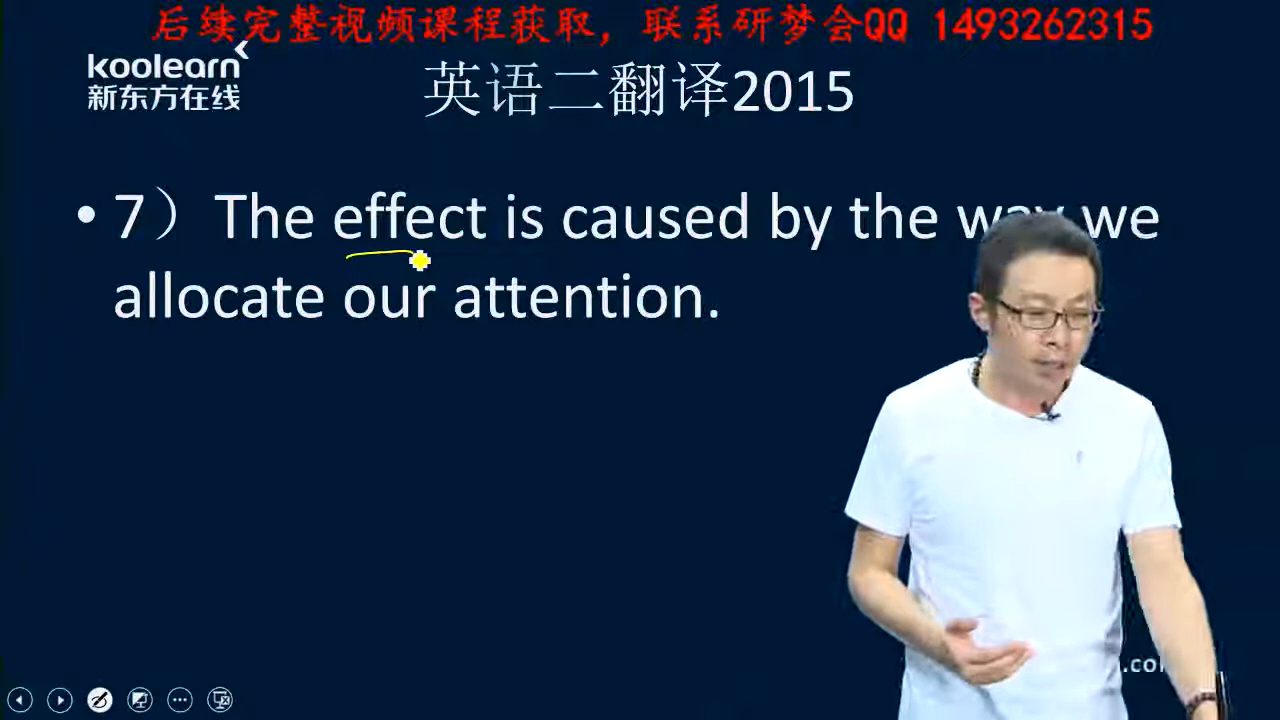 后续完整视频课程获取，联系研梦会QQ 1493262315
koolearn
新东方在线
英语二翻译2015
• 7）The effect is caused by the way we
allocate our attention.